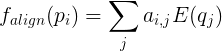 f_{align}(p_i) = \sum_j a_{i,j} E(q_j)